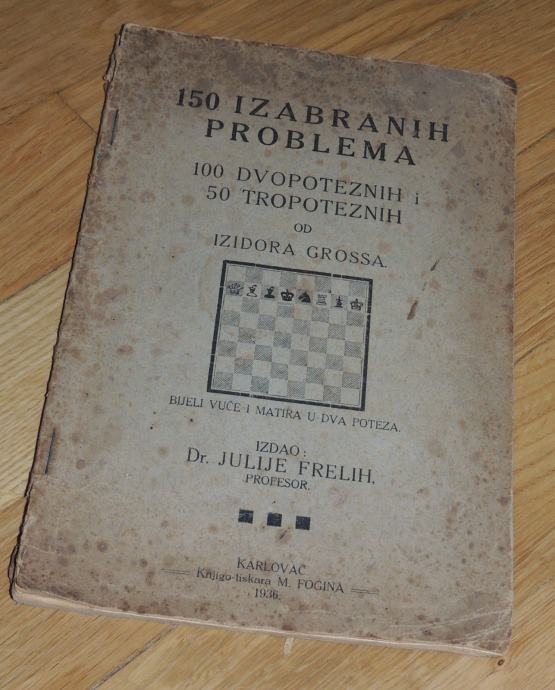 150 IZABRANIH
PROBLEMA
100 DVOPOTEZNIH i
50 TROPOTEZNIH
OD
IZIDORA GROSSA.
BIJELI VUČE I MATIRA U DVA POTEZA.
IZDAO:
Dr. JULIJE FRELIH,
PROFESOR.
KARLOVAC
Knjigo-tiskara M. FOGINA
1936.